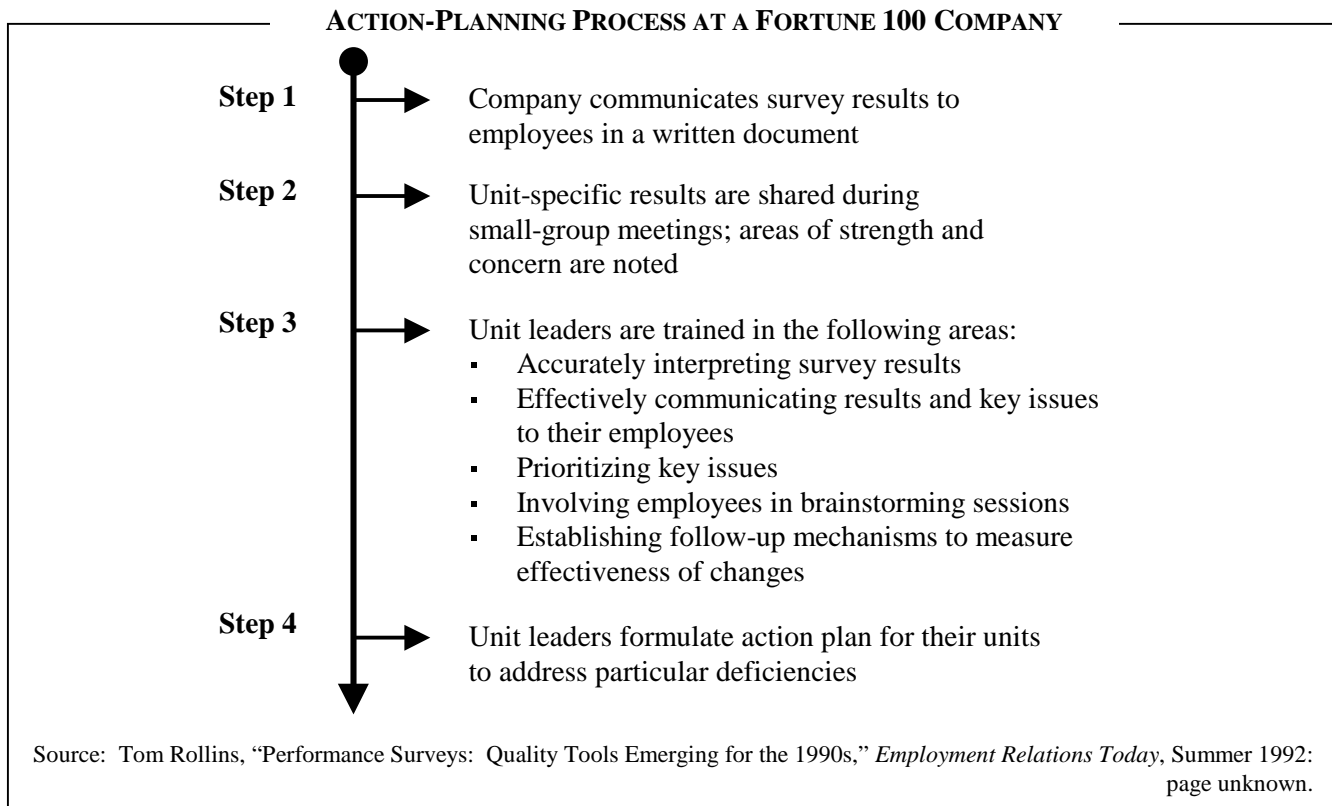 ACTION-PLANNING PROCESS AT A FORTUNE 100 COMPANY
Step 1
Company communicates survey results to
employees in a written document
Step 2
Unit-specific results are shared during
small-group meetings; areas of strength and
concern are noted
Step 3
Unit leaders are trained in the following areas:
▪ Accurately interpreting survey results
▪ Effectively communicating results and key issues
to their employees
▪ Prioritizing key issues
▪ Involving employees in brainstorming sessions
▪ Establishing follow-up mechanisms to measure
effectiveness of changes
Step 4
Unit leaders formulate action plan for their units
to address particular deficiencies
Source: Tom Rollins, “Performance Surveys: Quality Tools Emerging for the 1990s,” Employment Relations Today, Summer 1992:
page unknown.